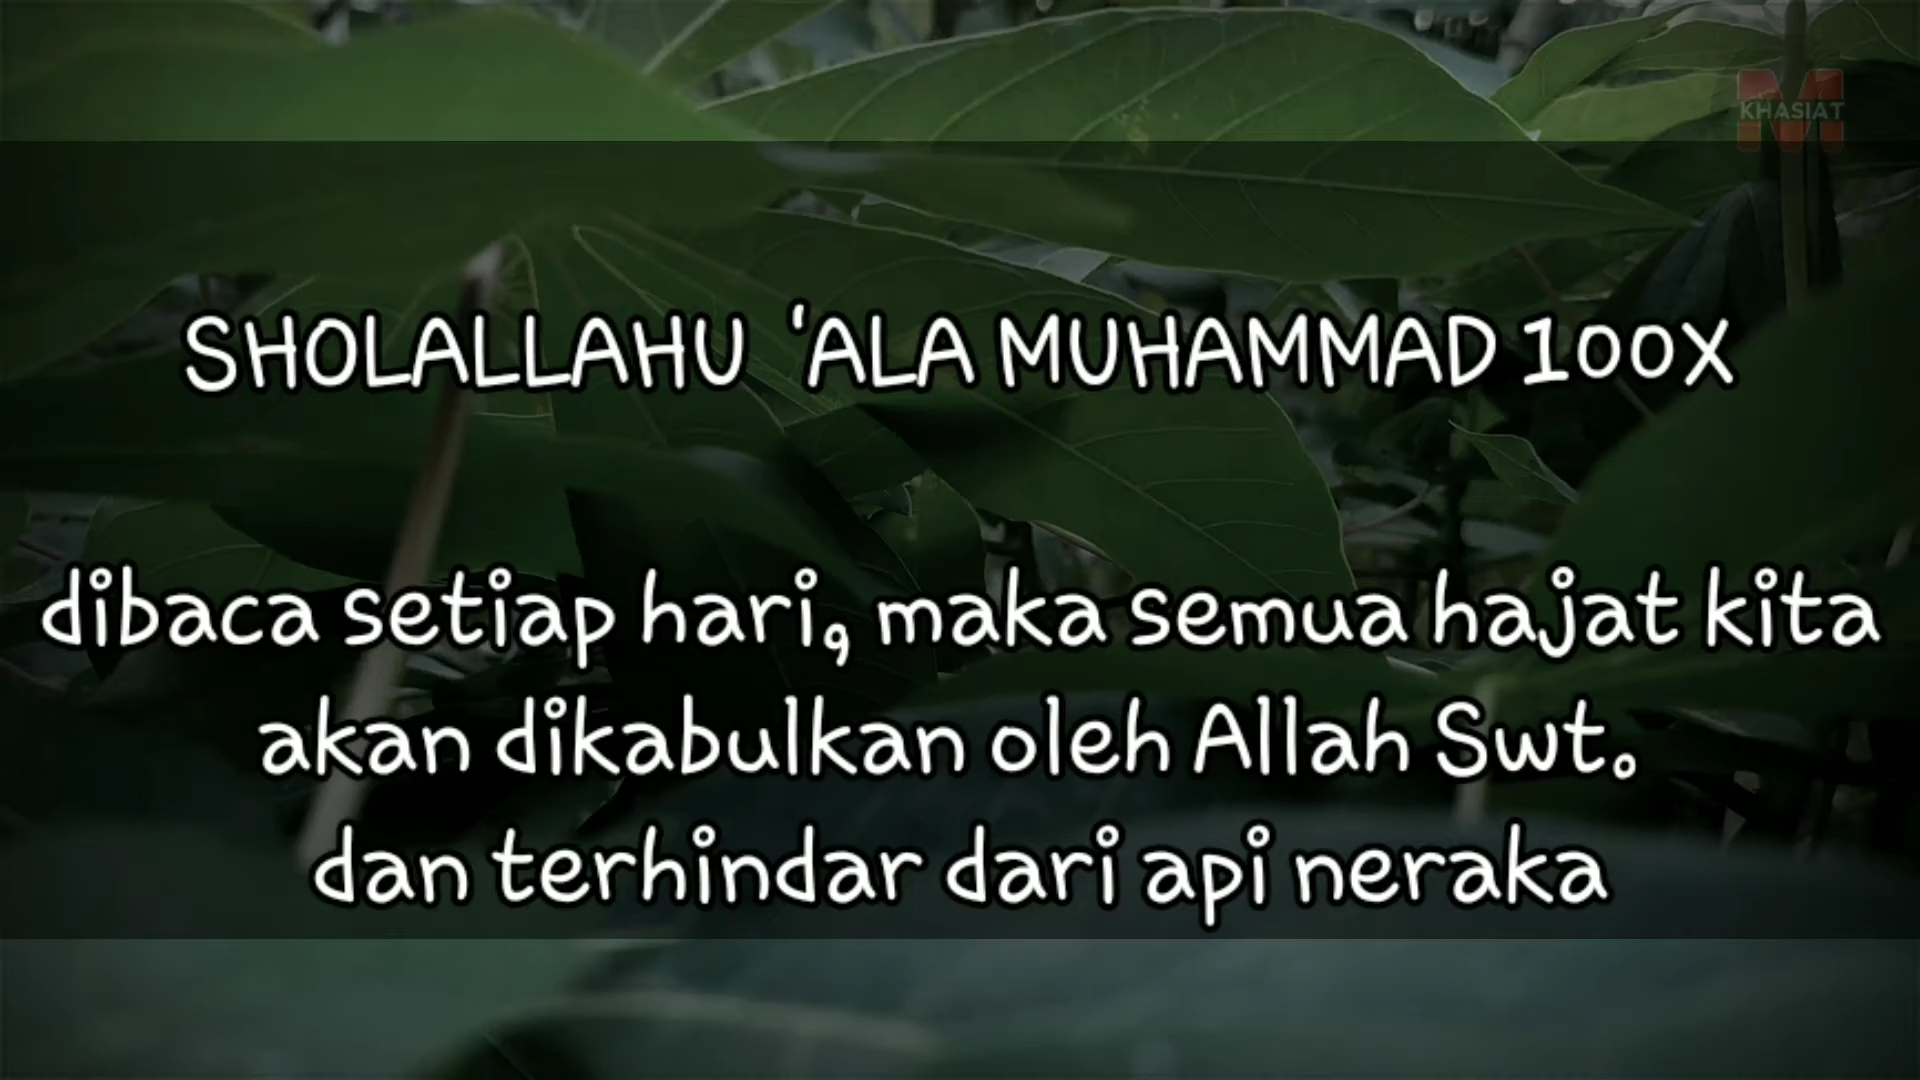 M
KHASIAT
SHOLALLAHU 'ALA MUHAMMAD 100X
dibaca setiap hari, maka semua hajat kita
akan dikabulkan oleh Allah Swt.
dan terhindar dari api neraka